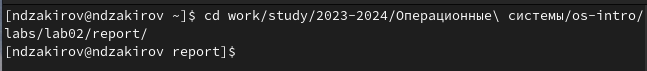 [ndzakirov@ndzakirov ~]$ cd work/study/2023-2024/Операционные\ системы/os-intro/
labs/lab02/report/
[ndzakirov@ndzakirov report]$